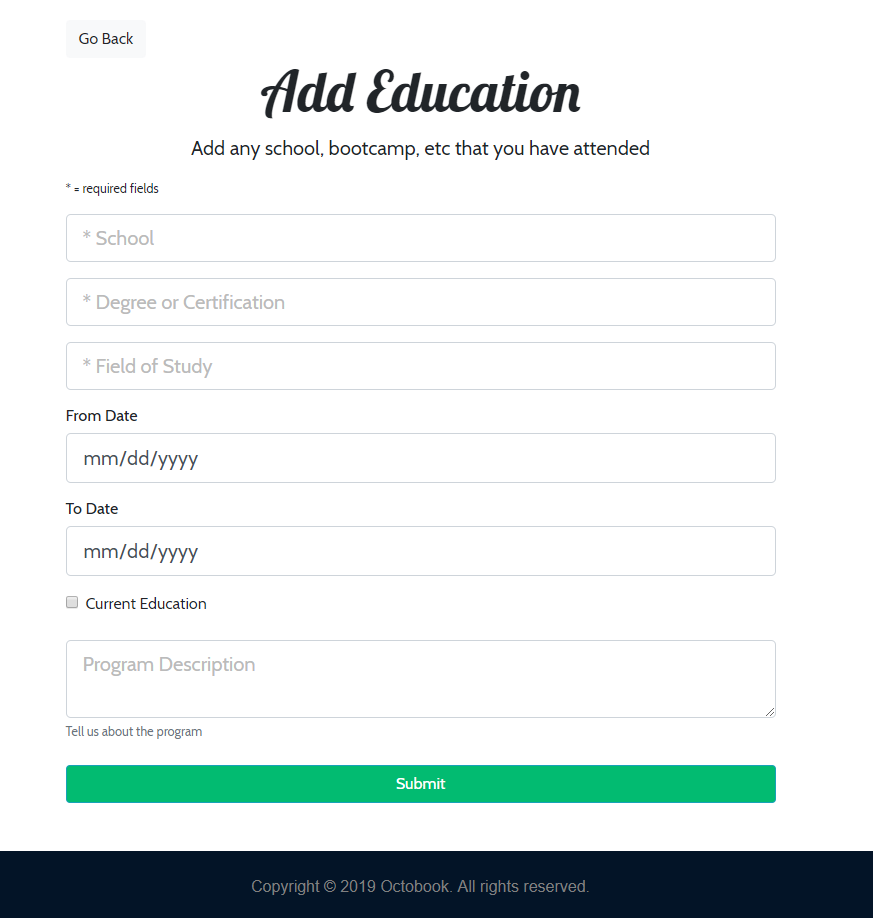 Go Back
Add Education
Add any school, bootcamp, etc that you have attended
* = required fields
* School
* Degree or Certification
* Field of Study
From Date
mm/dd/yyyy
To Date
mm/dd/yyyy
Current Education
Program Description
Tell us about the program
Submit
Copyright © 2019 Octobook. All rights reserved.